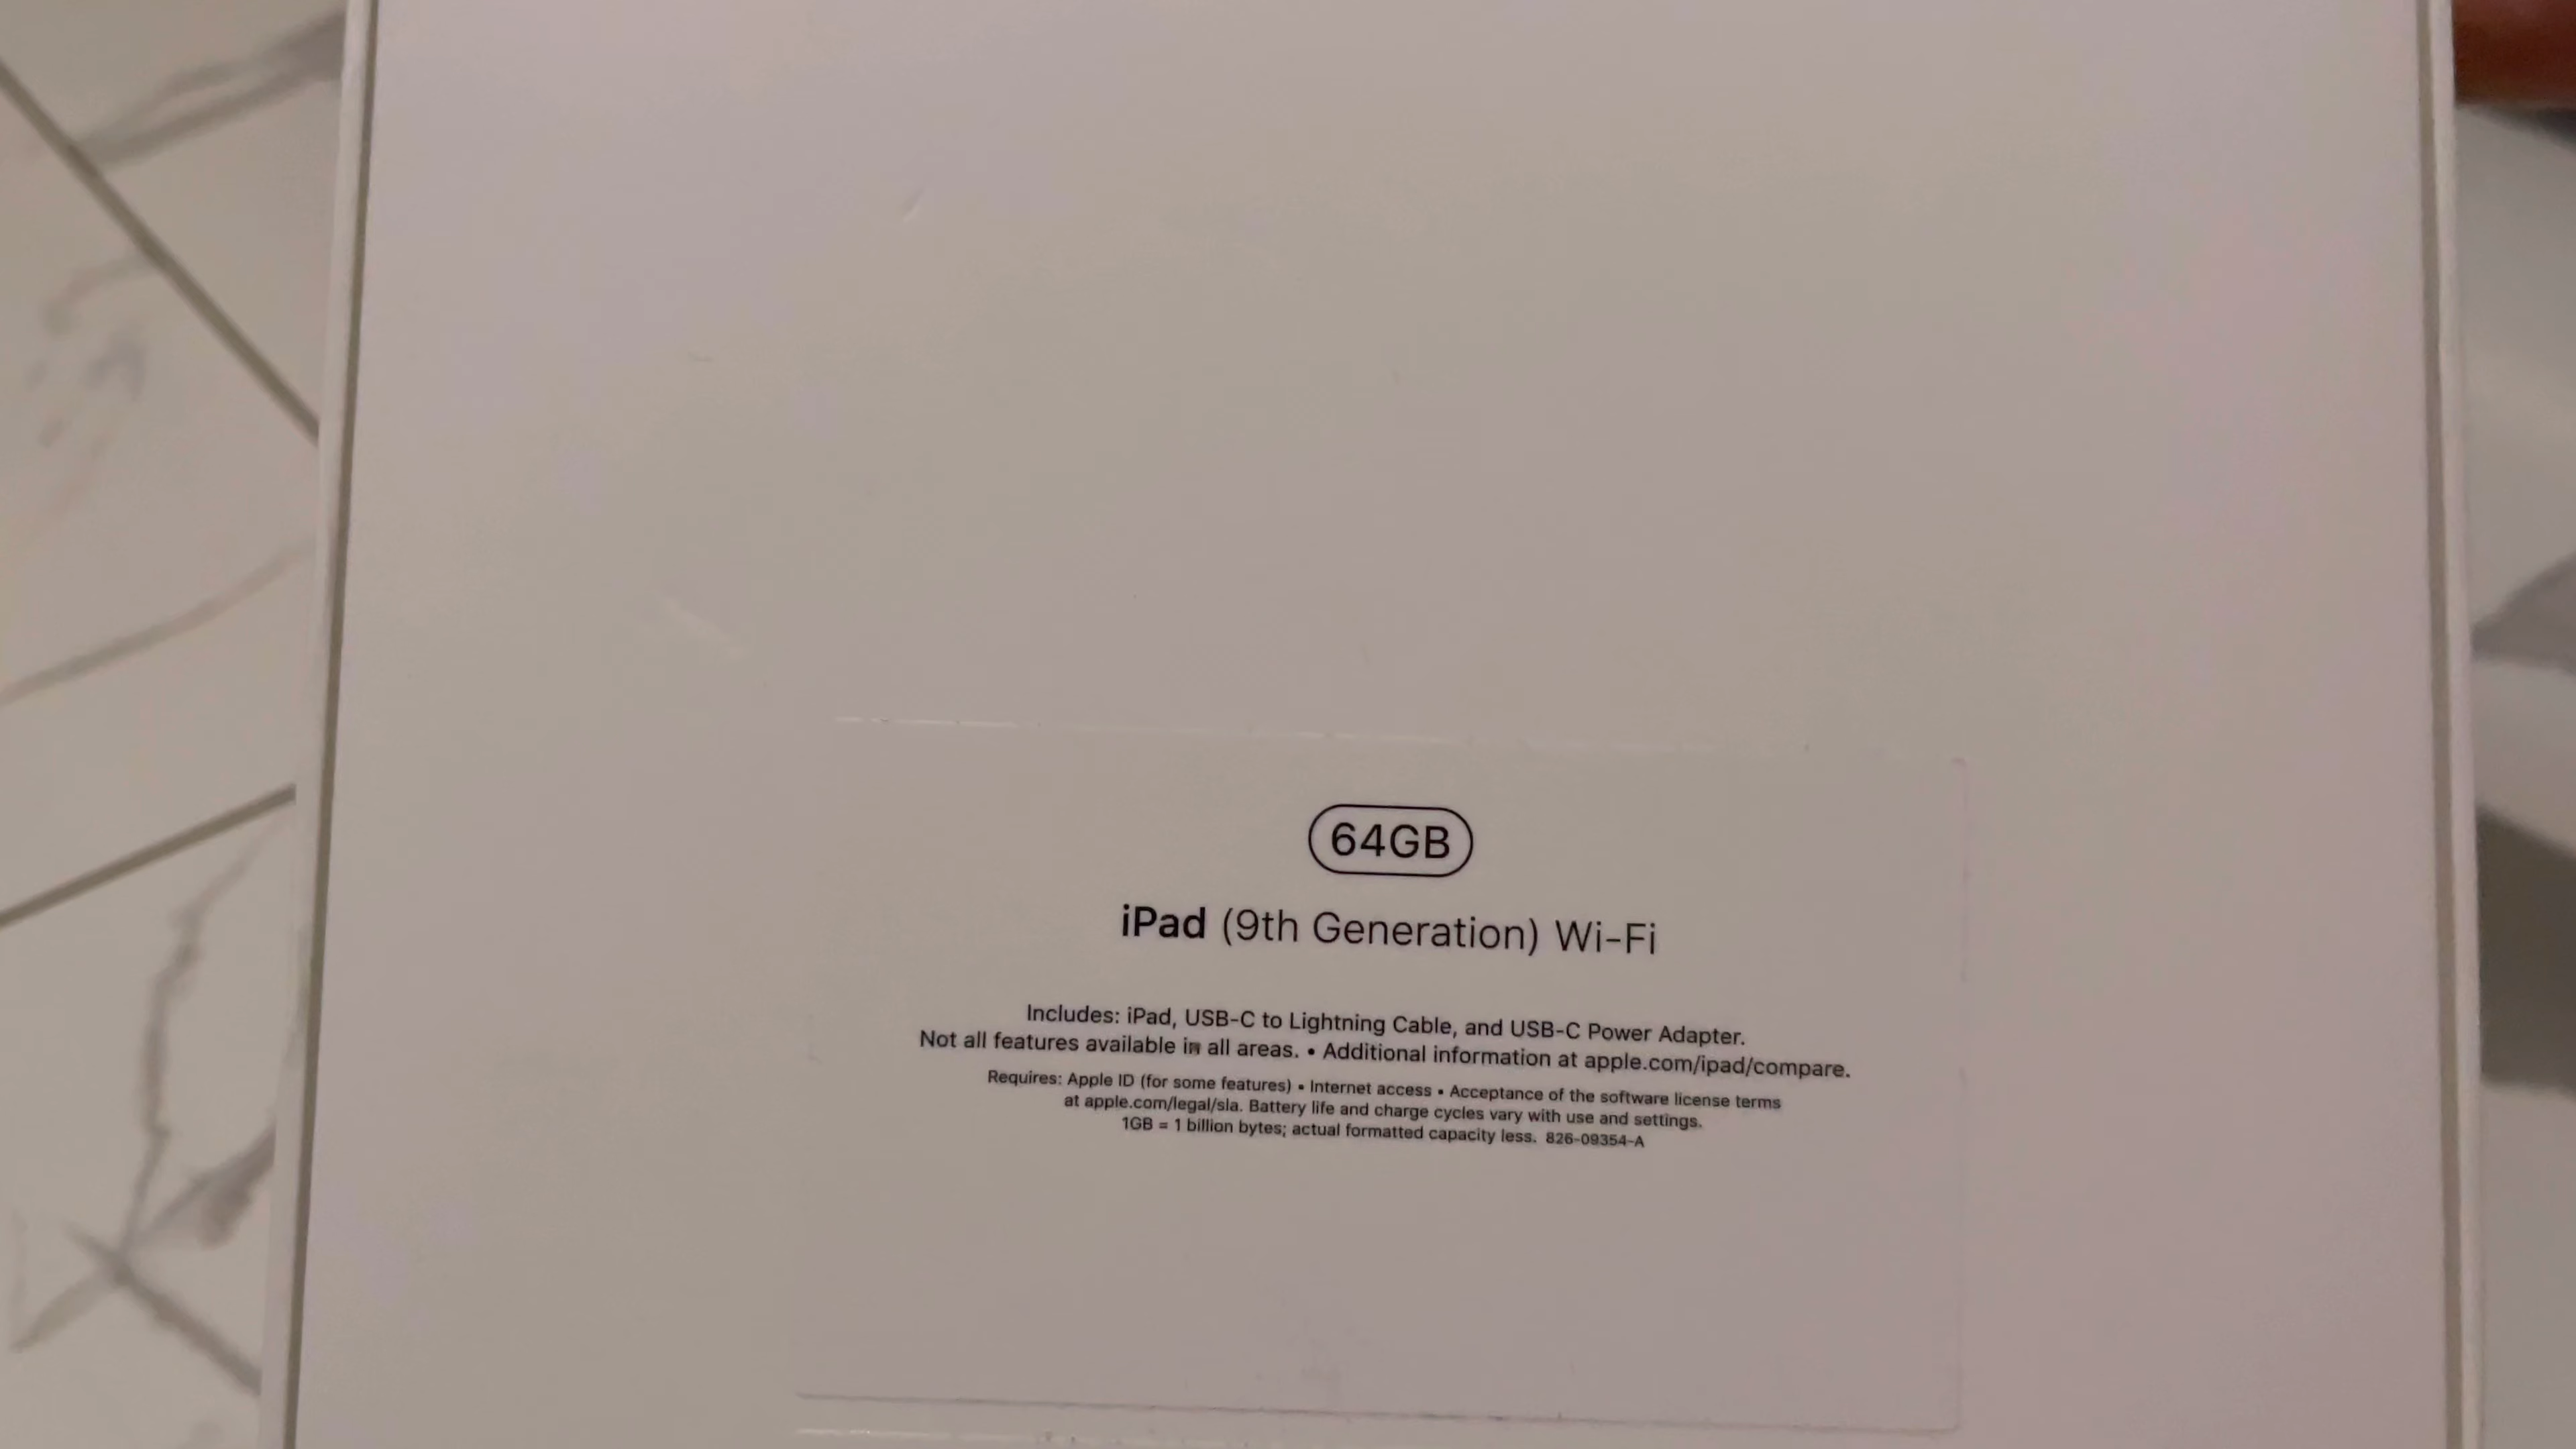 64GB
iPad (9th Generation) Wi-Fi
Includes: iPad, USB-C to Lightning Cable, and USB-C Power Adapter.
Not all features available in all areas. • Additional information at apple.com/ipad/compare.
Requires: Apple ID (for some features) • Internet access • Acceptance of the software license terms
at apple.com/legal/sla. Battery life and charge cycles vary with use and settings.
1GB = 1 billion bytes; actual formatted capacity less. 826-09354-A